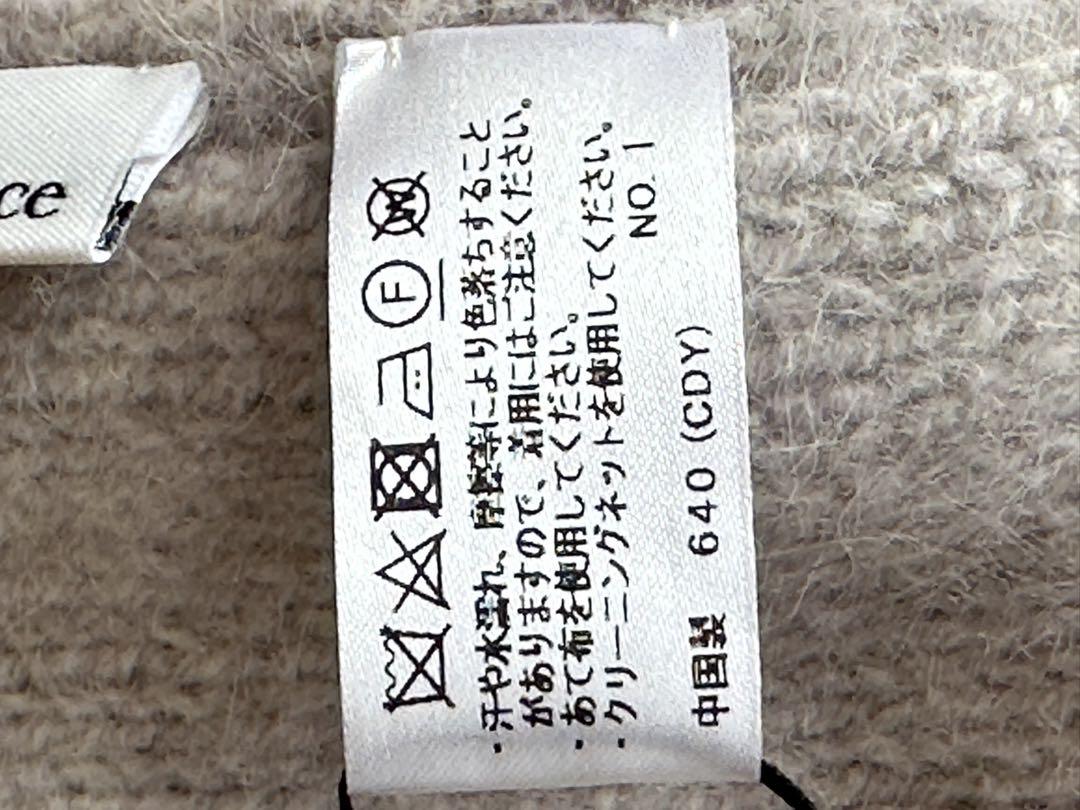 ce
F
W
・汗や水濡れ、摩擦等により色落ちすること
がありますので、着用にはご注意ください。
・あて布を使用してください。
・クリーニングネットを使用してください。
NO.1
中国製 640 (CDY)